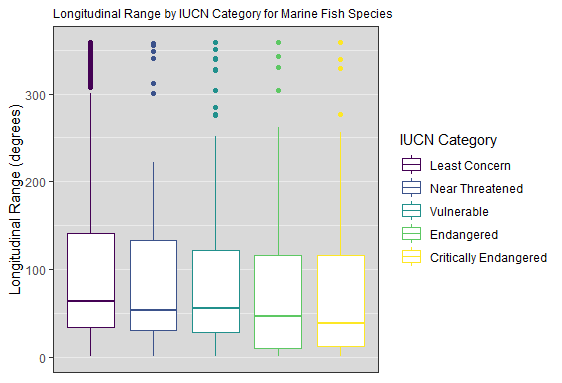 Longitudinal Range by IUCN Category for Marine Fish Species
Longitudinal Range (degrees)
300
200
100
0
IUCN Category
Least Concern
Near Threatened
Vulnerable
Endangered
Critically Endangered